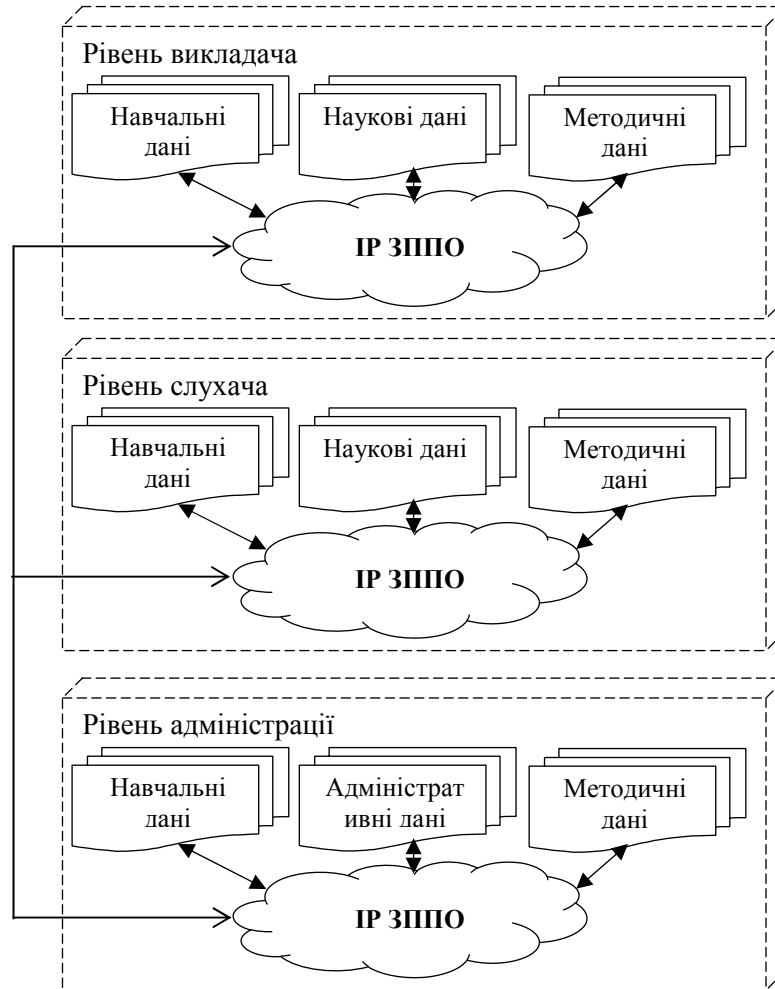 Рівень викладача
Навчальні
дані
Наукові дані
Методичні
дані
ІР ЗППО
Рівень слухача
Навчальні
дані
Наукові дані
Методичні
дані
ІР ЗППО
Рівень адміністрації
Навчальні
дані
Адміністрат
ивні дані
Методичні
дані
ІР ЗППО